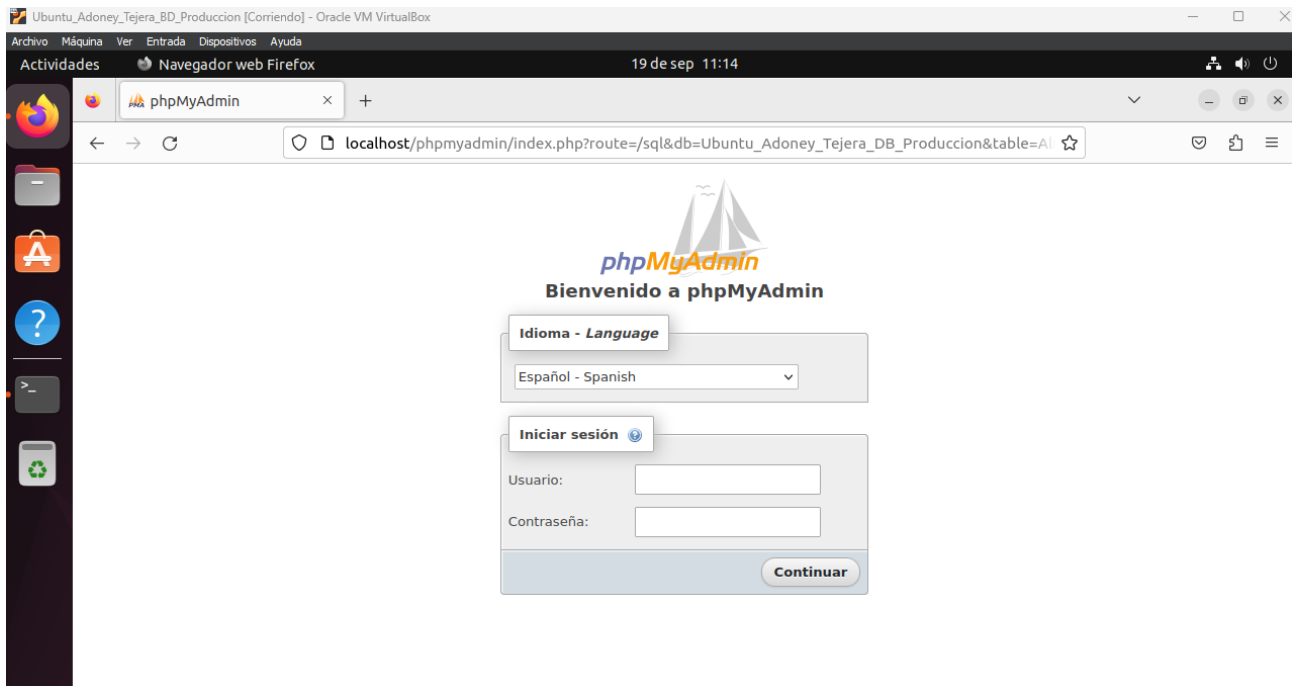 Ubuntu_Adoney_Tejera_BD_Produccion [Corriendo] - Oracle VM VirtualBox
Archivo Máquina Ver Entrada Dispositivos Ayuda
Actividades Navegador web Firefox 19 de sep 11:14
phpMyAdmin
localhost/phpmyadmin/index.php?route=/sql&db=Ubuntu_Adoney_Tejera_DB_Produccion&table=Al
phpMyAdmin
Bienvenido a phpMyAdmin
Idioma - Language
Español - Spanish
Iniciar sesión
Usuario:
Contraseña:
Continuar